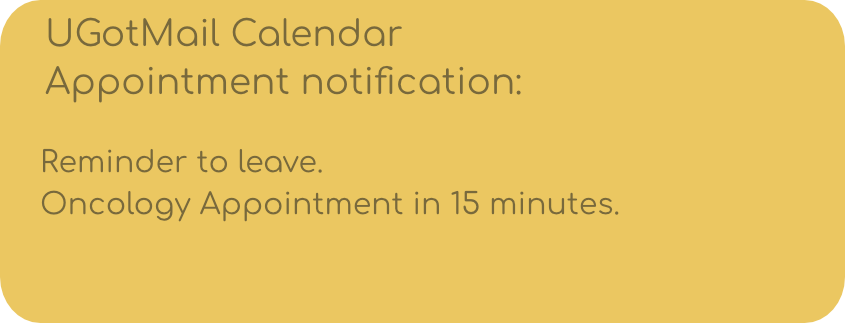 UGotMail Calendar
Appointment notification:
Reminder to leave.
Oncology Appointment in 15 minutes.